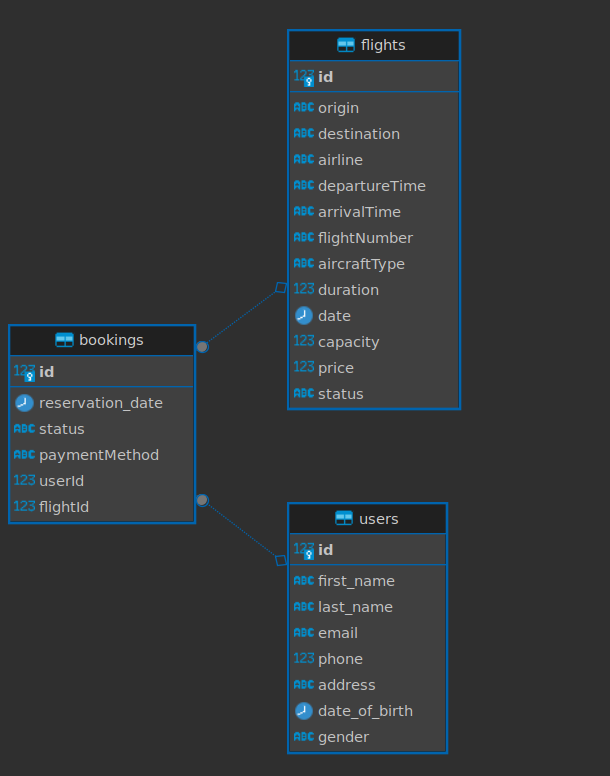 flights
123 id
ABC origin
ABC destination
ABC airline
ABC departureTime
ABC arrivalTime
ABC flightNumber
ABC aircraftType
123 duration
date
123 capacity
123 price
ABC status
bookings
123 id
reservation_date
ABC status
ABC paymentMethod
123 userId
123 flightId
users
123 id
ABC first_name
ABC last_name
ABC email
123 phone
ABC address
date_of_birth
ABC gender